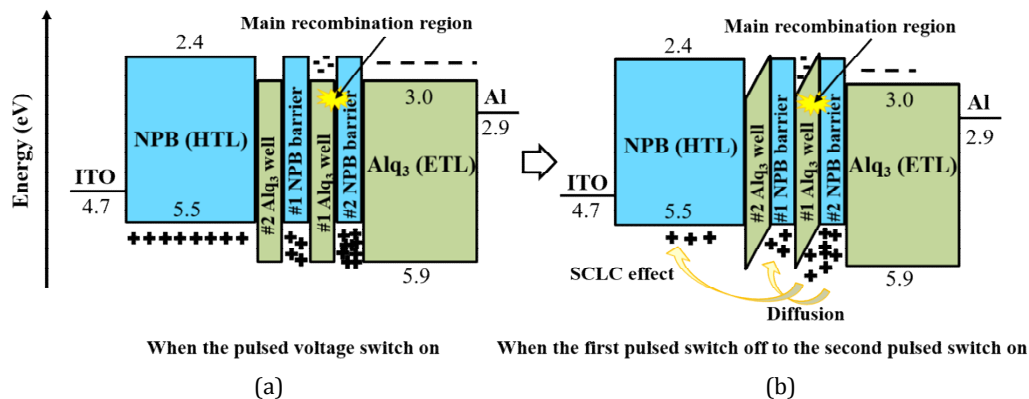 Energy (eV)
Main recombination region
2.4
NPB (HTL)
#2 Alq₃ well
#1 NPB barrier
#1 Alq₃ well
#2 NPB barrier
3.0
Alq₃ (ETL)
Al
2.9
ITO
4.7
5.5
5.9
When the pulsed voltage switch on
(a)
Main recombination region
2.4
NPB (HTL)
#2 Alq₃ well
#1 NPB barrier
#1 Alq₃ well
#2 NPB barrier
3.0
Alq₃ (ETL)
Al
2.9
ITO
4.7
5.5
SCLC effect
5.9
Diffusion
When the first pulsed switch off to the second pulsed switch on
(b)